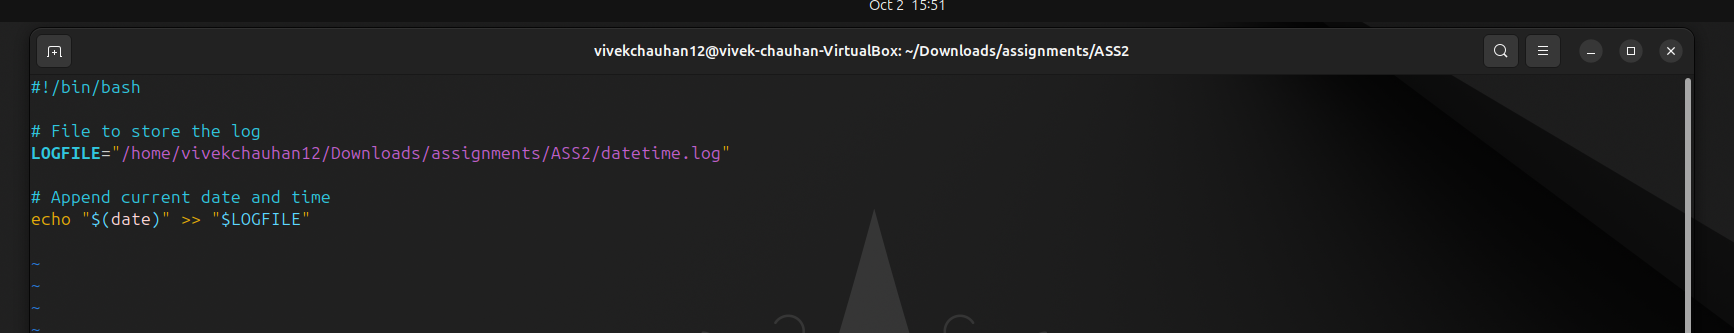 Oct 2 15:51
vivekchauhan12@vivek-chauhan-VirtualBox: ~/Downloads/assignments/ASS2
#!/bin/bash
# File to store the log
LOGFILE="/home/vivekchauhan12/Downloads/assignments/ASS2/datetime.log"
# Append current date and time
echo "$(date)" >> "$LOGFILE"
~
~
~
~